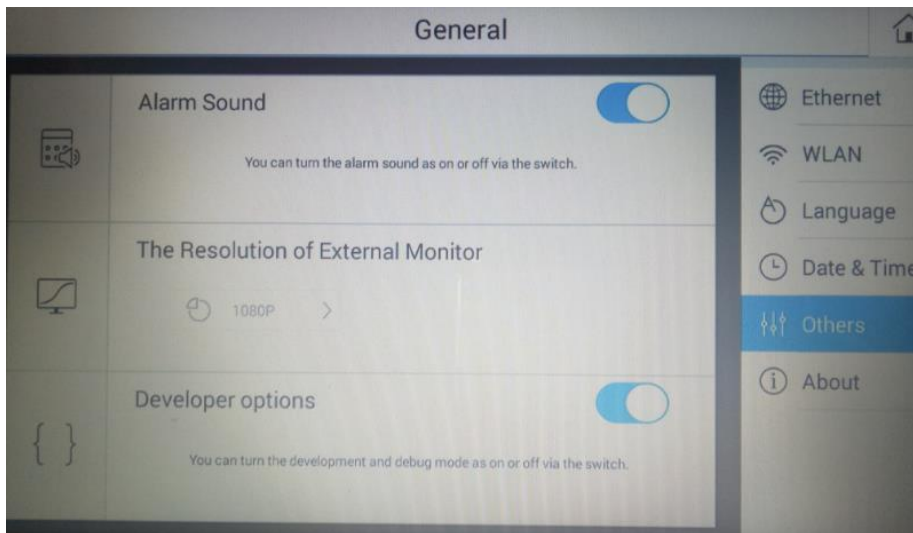 General
Alarm Sound
You can turn the alarm sound as on or off via the switch.
The Resolution of External Monitor
1080P
Developer options
You can turn the development and debug mode as on or off via the switch.
Ethernet
WLAN
Language
Date & Time
Others
About